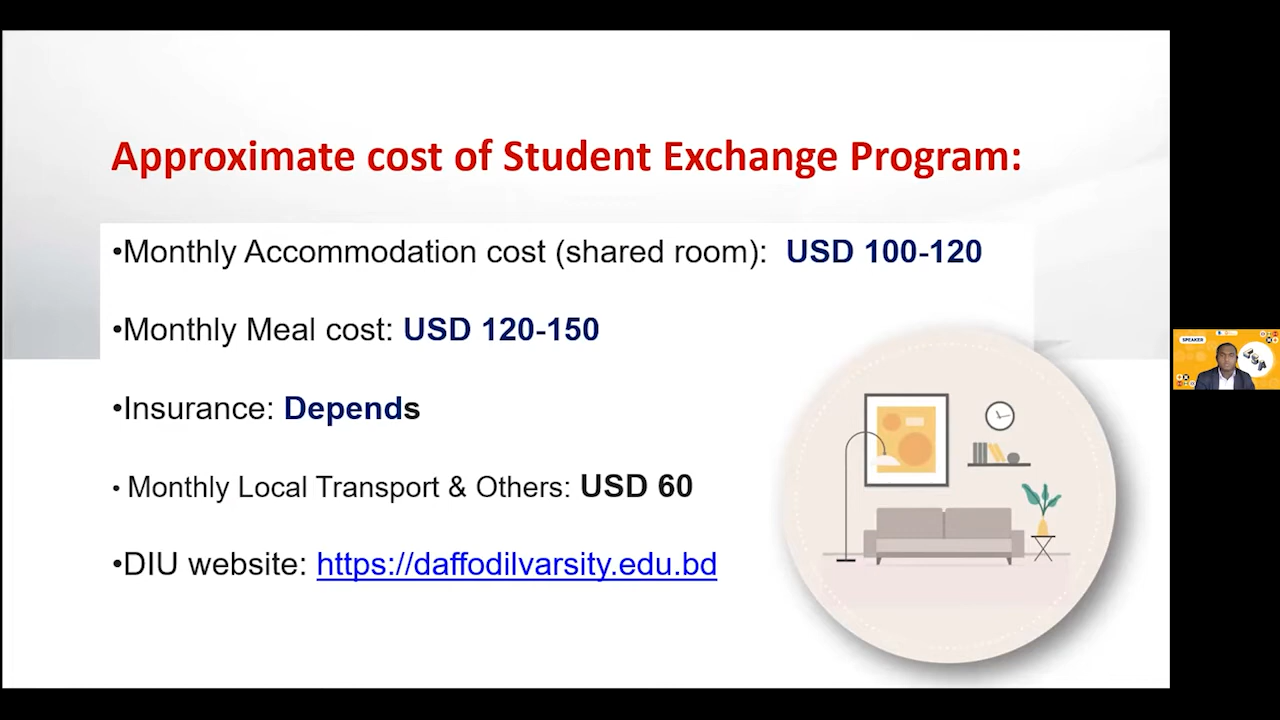 Approximate cost of Student Exchange Program:
•Monthly Accommodation cost (shared room): USD 100-120
•Monthly Meal cost: USD 120-150
•Insurance: Depends
• Monthly Local Transport & Others: USD 60
•DIU website: https://daffodilvarsity.edu.bd
SPEAKER